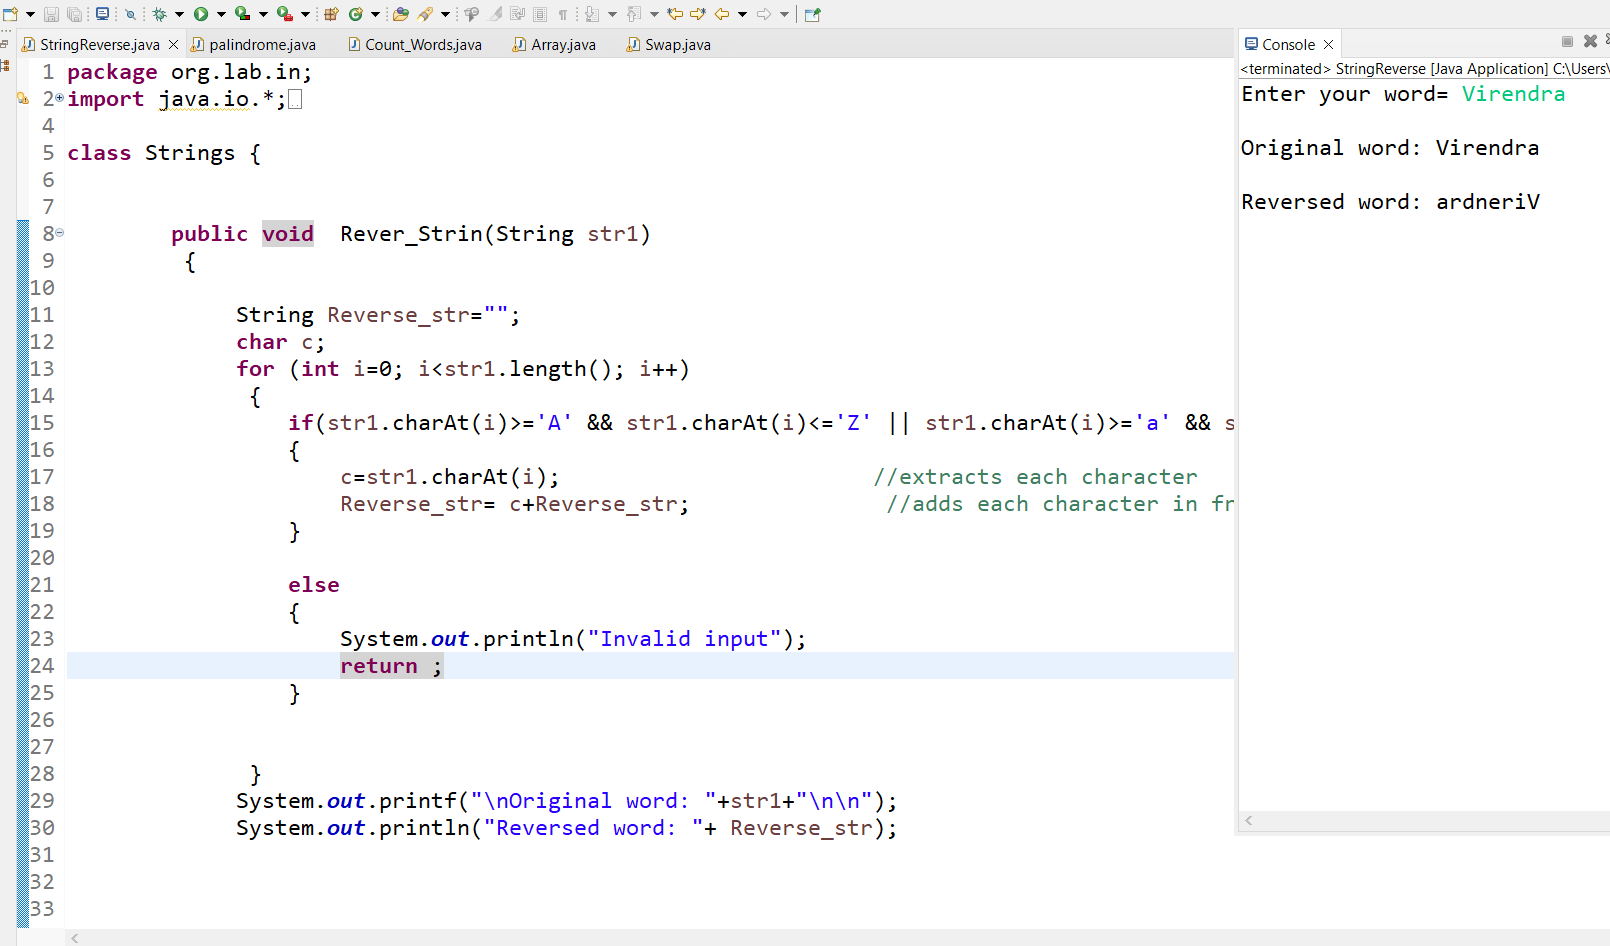 StringReverse.java palindrome.java Count_Words.java Array.java Swap.java
1 package org.lab.in;
2 import java.io.*;
4
5 class Strings {
6
7
8 public void  Rever_Strin(String str1)
9 {
10
11 String Reverse_str="";
12 char c;
13 for (int i=0; i<str1.length(); i++)
14 {
15 if(str1.charAt(i)>='A' && str1.charAt(i)<='Z' || str1.charAt(i)>='a' && s
16 {
17 c=str1.charAt(i); //extracts each character
18 Reverse_str= c+Reverse_str; //adds each character in fr
19 }
20
21 else
22 {
23 System.out.println("Invalid input");
24 return ;
25 }
26
27
28 }
29 System.out.printf("\nOriginal word: "+str1+"\n\n");
30 System.out.println("Reversed word: "+ Reverse_str);
31
32
33
Console
<terminated> StringReverse [Java Application] C:\Users\
Enter your word= Virendra
Original word: Virendra
Reversed word: ardneriV